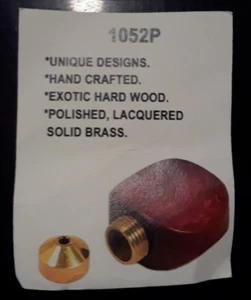 1052P
*UNIQUE DESIGNS.
*HAND CRAFTED.
*EXOTIC HARD WOOD.
*POLISHED, LACQUERED
SOLID BRASS.